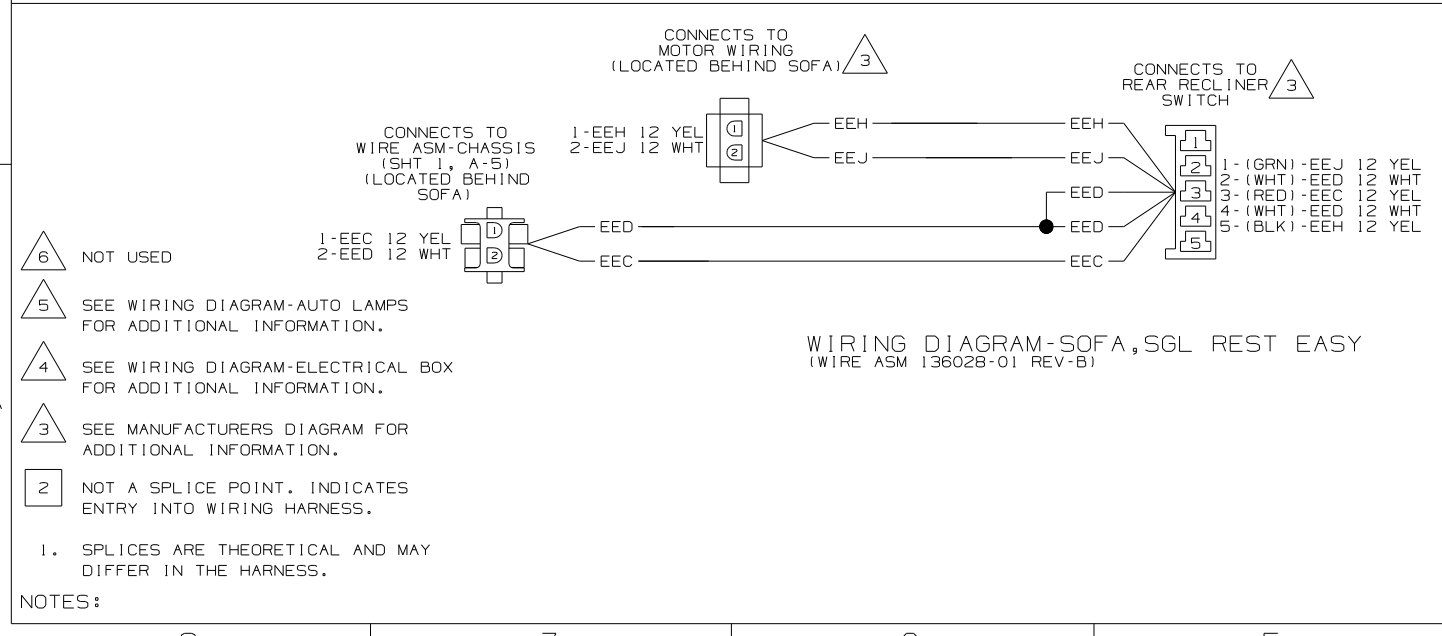 CONNECTS TO
MOTOR WIRING
(LOCATED BEHIND SOFA)
3
CONNECTS TO
REAR RECLINER
SWITCH
3
CONNECTS TO
WIRE ASM-CHASSIS
(SHT 1, A-5)
(LOCATED BEHIND
SOFA)
1-EEH 12 YEL
2-EEJ 12 WHT
1
2
EEH
EEH
EEJ
EEJ
EED
EED
EED
EEC
EEC
1
2
3
4
5
1-(GRN)-EEJ 12 YEL
2-(WHT)-EED 12 WHT
3-(RED)-EEC 12 YEL
4-(WHT)-EED 12 WHT
5-(BLK)-EEH 12 YEL
1-EEC 12 YEL
2-EED 12 WHT
1
2
WIRING DIAGRAM-SOFA,SGL REST EASY
(WIRE ASM 136028-01 REV-B)
6 NOT USED
5 SEE WIRING DIAGRAM-AUTO LAMPS
FOR ADDITIONAL INFORMATION.
4 SEE WIRING DIAGRAM-ELECTRICAL BOX
FOR ADDITIONAL INFORMATION.
3 SEE MANUFACTURERS DIAGRAM FOR
ADDITIONAL INFORMATION.
2 NOT A SPLICE POINT. INDICATES
ENTRY INTO WIRING HARNESS.
1. SPLICES ARE THEORETICAL AND MAY
DIFFER IN THE HARNESS.
NOTES: